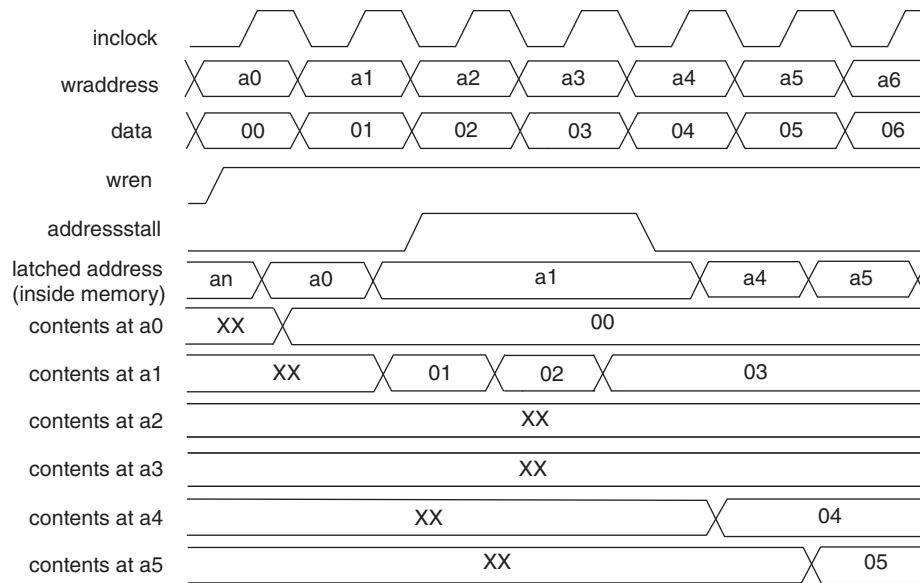 inclock
wraddress a0 a1 a2 a3 a4 a5 a6
data 00 01 02 03 04 05 06
wren
addressstall
latched address
(inside memory) an a0 a1 a4 a5
contents at a0 XX 00
contents at a1 XX 01 02 03
contents at a2 XX
contents at a3 XX
contents at a4 XX 04
contents at a5 XX 05